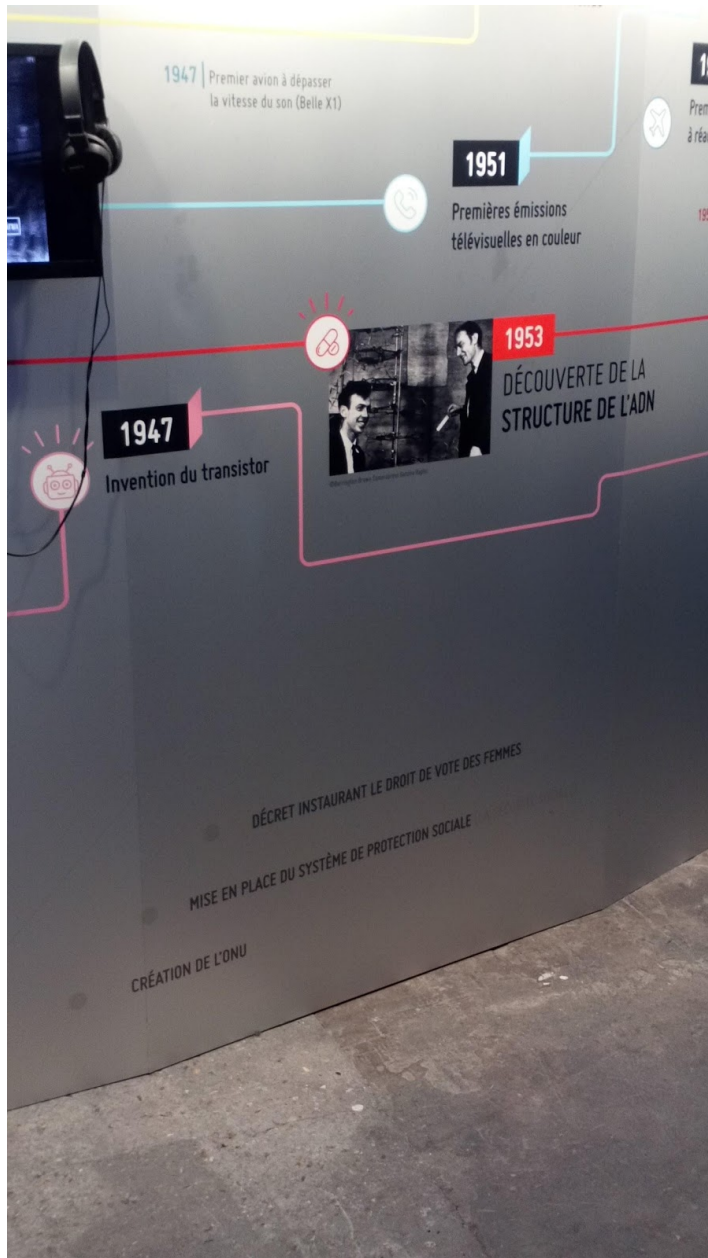 1947 | Premier avion à dépasser
la vitesse du son (Belle X1)
1951
Premières émissions
télévisuelles en couleur
1953
DÉCOUVERTE DE LA
STRUCTURE DE L'ADN
1947
Invention du transistor
DÉCRET INSTAURANT LE DROIT DE VOTE DES FEMMES
MISE EN PLACE DU SYSTÈME DE PROTECTION SOCIALE
CRÉATION DE L'ONU